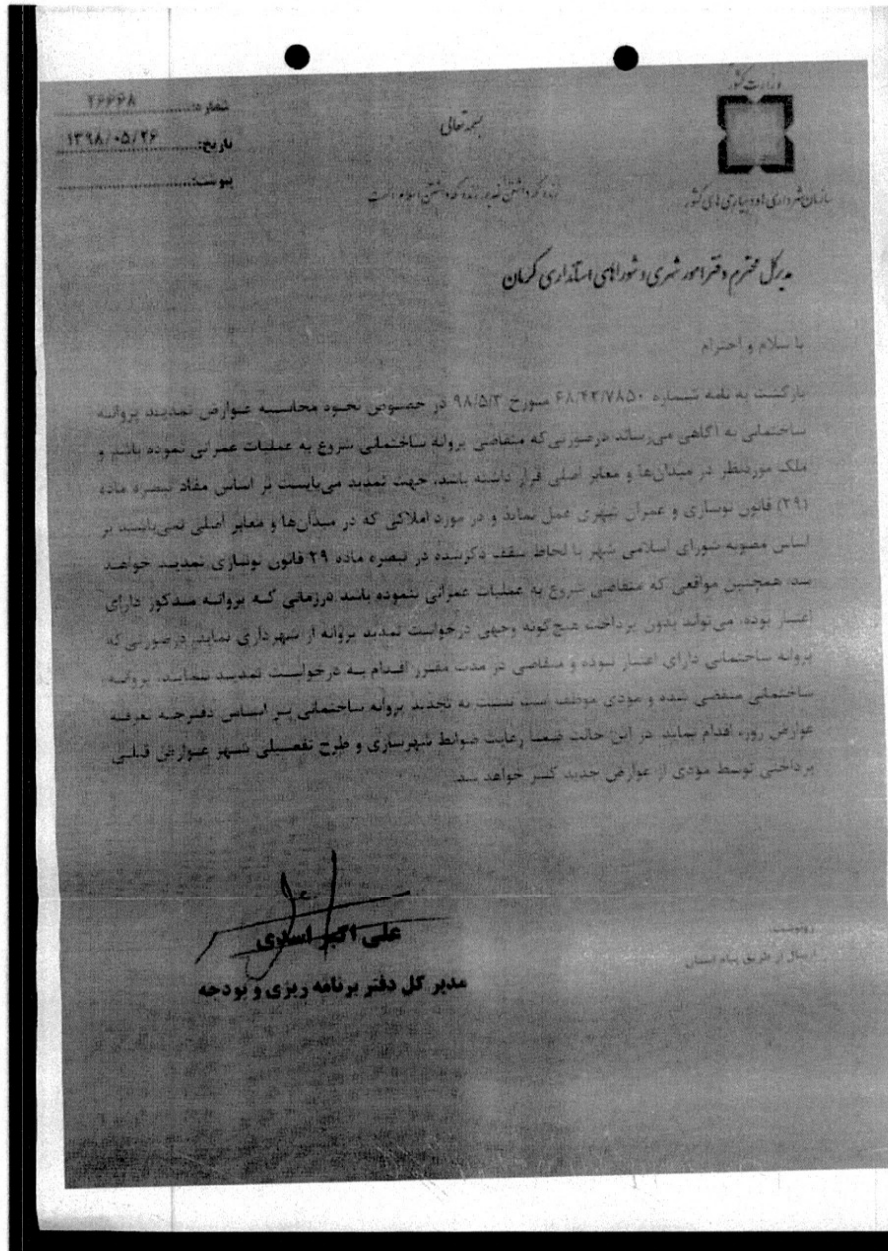 وزارت کشور
سازمان شهرداری ها و دهیاری های کشور
بسمه تعالی
شماره: ۲۶۶۶۸
تاریخ: ۱۳۹۸/۰۵/۲۶
پیوست:
مدیرکل محترم دفتر امور شهری و شوراهای استانداری کرمان
با سلام و احترام
بازگشت به نامه شماره ۶۸/۴۲/۷۸۵۰ مورخ ۹۸/۵/۳ در خصوص نحوه محاسبه عوارض تمدید پروانه
ساختمانی به آگاهی می‌رساند درصورتی‌که متقاضی پروانه ساختمانی شروع به عملیات عمرانی نموده باشد و
ملک موردنظر در میدان‌ها و معابر اصلی قرار داشته باشد، جهت تمدید می‌بایست بر اساس مفاد تبصره ماده
(۲۹) قانون نوسازی و عمران شهری عمل نماید و در مورد املاکی که در میدان‌ها و معابر اصلی نمی‌باشند بر
اساس مصوبه شورای اسلامی شهر با لحاظ سقف ذکرشده در تبصره ماده ۲۹ قانون نوسازی تمدید خواهد
شد، همچنین مواقعی که متقاضی شروع به عملیات عمرانی ننموده باشد درزمانی که پروانه مذکور دارای
اعتبار بوده، می‌تواند بدون پرداخت هیچ‌گونه وجهی درخواست تمدید پروانه از شهرداری نماید. درصورتی‌که
پروانه ساختمانی دارای اعتبار نبوده و متقاضی در مدت مقرر اقدام به درخواست تمدید ننماید، پروانه
ساختمانی منقضی شده و مودی موظف است نسبت به تجدید پروانه ساختمانی بر اساس دفترچه تعرفه
عوارض روز، اقدام نماید. در این حالت ضمنا رعایت ضوابط شهرسازی و طرح تفصیلی شهر عوارض قبلی
پرداختی توسط مودی از عوارض جدید کسر خواهد شد.
علی اکبر اسدی
مدیر کل دفتر برنامه ریزی و بودجه
رونوشت:
ارسال از طریق پیام استان